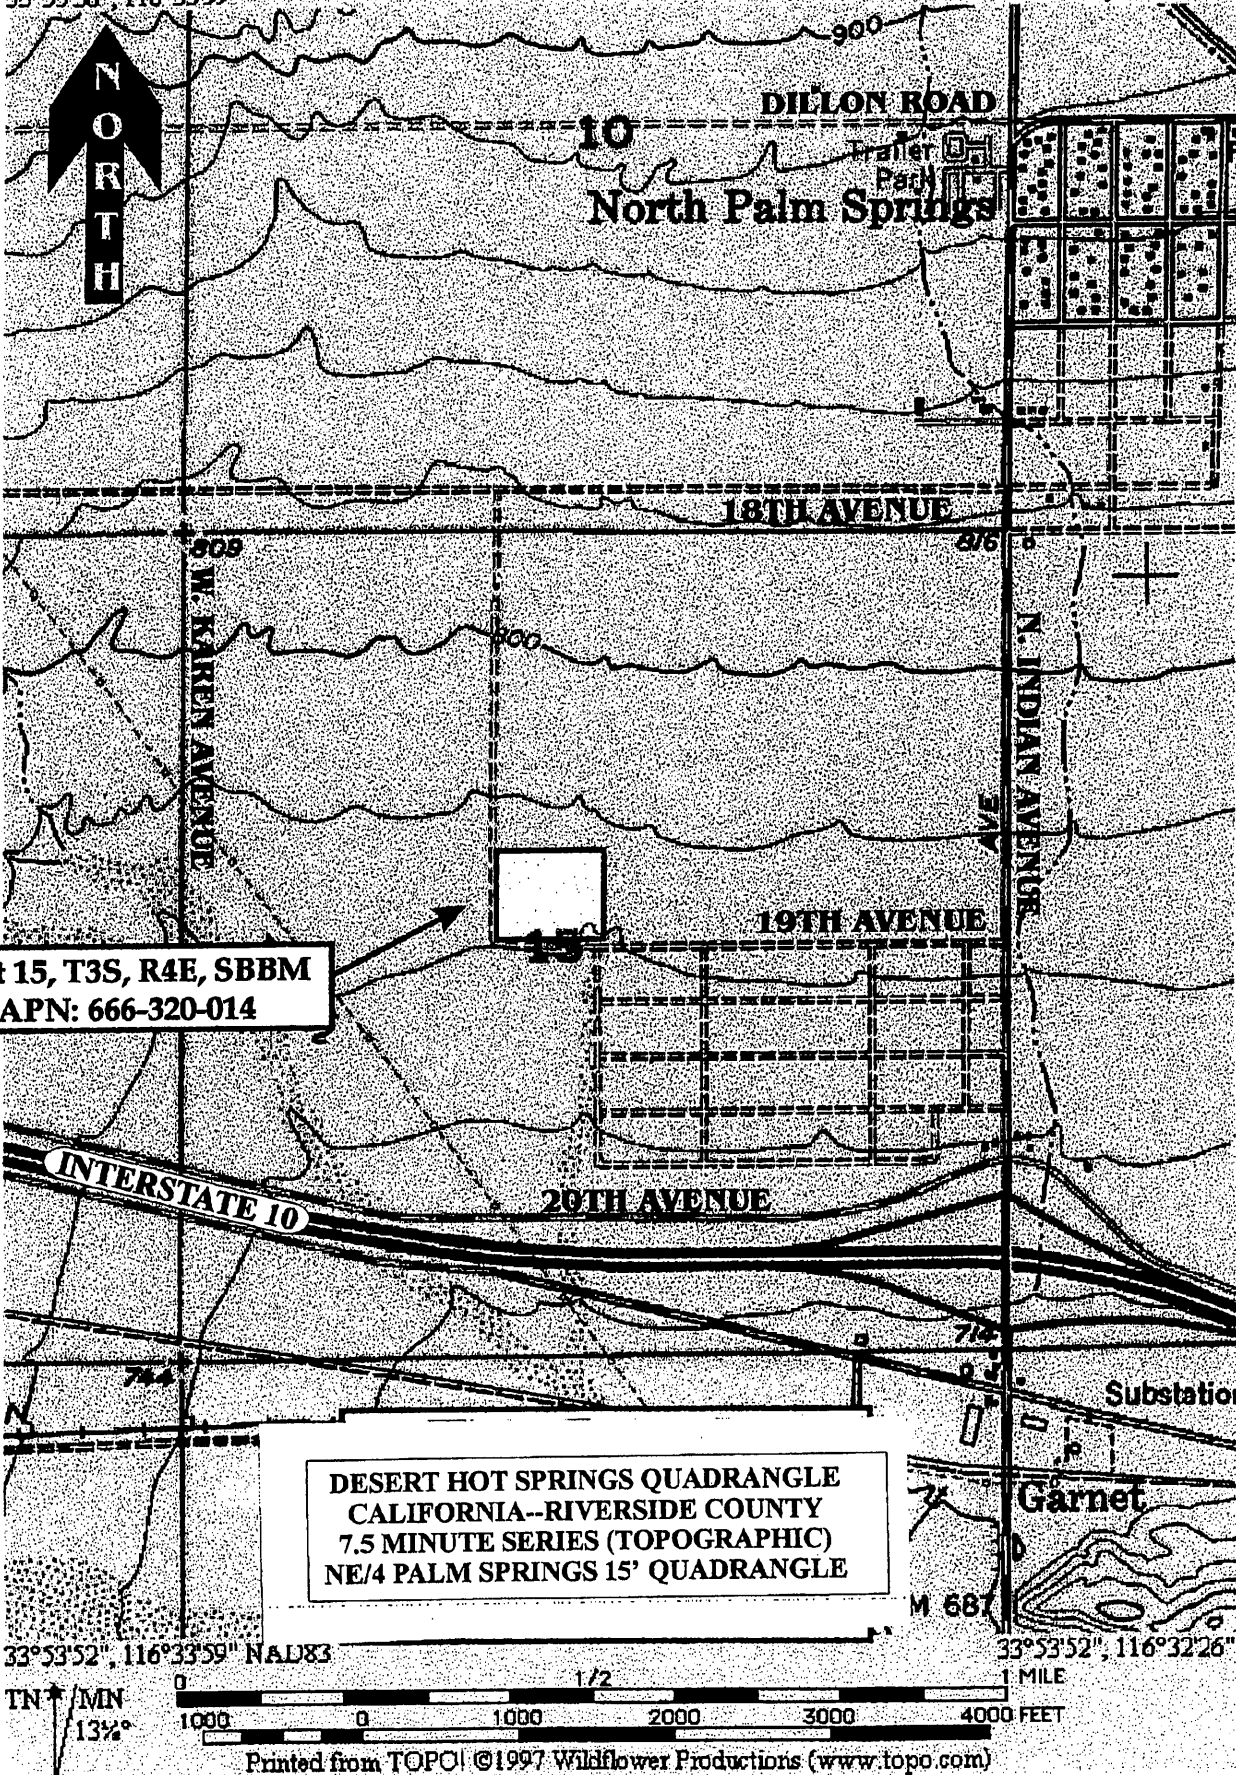 NORTH
900
DILLON ROAD
10
Trailer
Park
North Palm Springs
18TH AVENUE
809
876
W. KAREN AVENUE
800
N. INDIAN AVENUE
AVE
19TH AVENUE
15
15, T3S, R4E, SBBM
APN: 666-320-014
INTERSTATE 10
20TH AVENUE
714
744
Substation
DESERT HOT SPRINGS QUADRANGLE
CALIFORNIA--RIVERSIDE COUNTY
7.5 MINUTE SERIES (TOPOGRAPHIC)
NE/4 PALM SPRINGS 15' QUADRANGLE
Garnet
M 687
33°53'52", 116°33'59" NAD83
33°53'52", 116°32'26"
TN MN
13½°
0 1/2 1 MILE
1000 0 1000 2000 3000 4000 FEET
Printed from TOPO! ©1997 Wildflower Productions (www.topo.com)